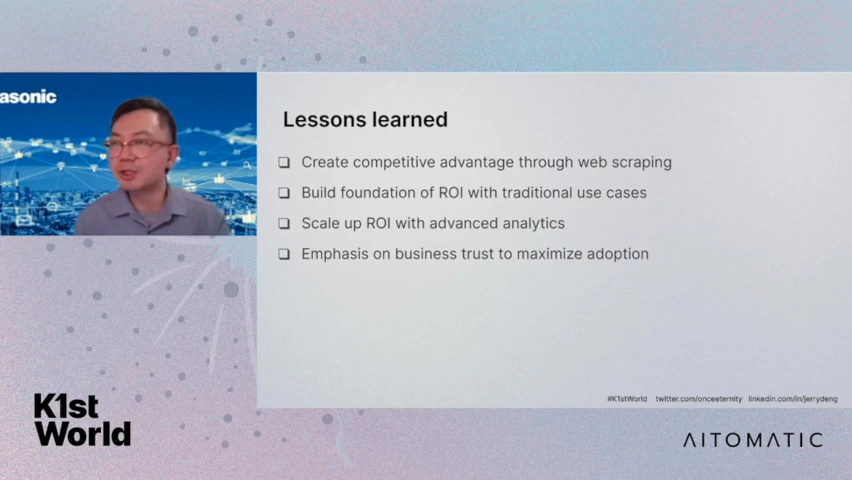 asonic
Lessons learned
Create competitive advantage through web scraping
Build foundation of ROI with traditional use cases
Scale up ROI with advanced analytics
Emphasis on business trust to maximize adoption
#K1stWorld twitter.com/onceeternity linkedin.com/in/jerrydeng
K1st
World
AITOMATIC